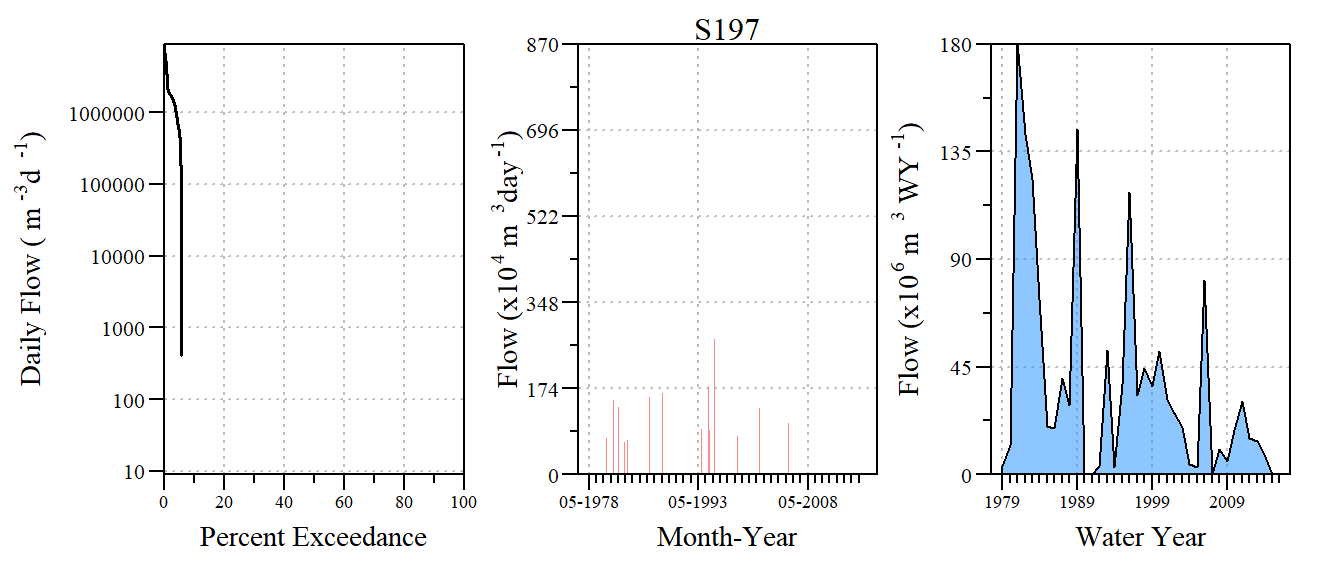 S197
Daily Flow ( m -3d -1)
1000000
100000
10000
1000
100
10
0 20 40 60 80 100
Percent Exceedance
Flow (x10⁴ m ³day -1)
870
696
522
348
174
0
05-1978 05-1993 05-2008
Month-Year
Flow (x10⁶ m ³ WY -1)
180
135
90
45
0
1979 1989 1999 2009
Water Year